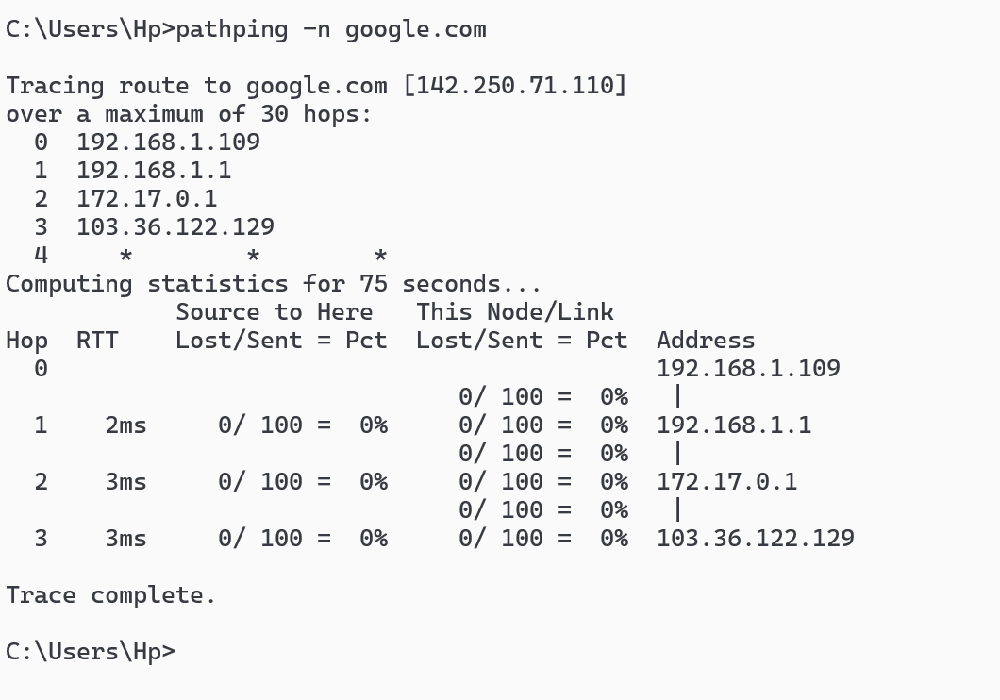 C:\Users\Hp>pathping -n google.com
Tracing route to google.com [142.250.71.110]
over a maximum of 30 hops:
  0  192.168.1.109
  1  192.168.1.1
  2  172.17.0.1
  3  103.36.122.129
  4     *        *        *
Computing statistics for 75 seconds...
            Source to Here   This Node/Link
Hop  RTT    Lost/Sent = Pct  Lost/Sent = Pct  Address
  0                                           192.168.1.109
                                0/ 100 =  0%   |
  1    2ms     0/ 100 =  0%     0/ 100 =  0%  192.168.1.1
                                0/ 100 =  0%   |
  2    3ms     0/ 100 =  0%     0/ 100 =  0%  172.17.0.1
                                0/ 100 =  0%   |
  3    3ms     0/ 100 =  0%     0/ 100 =  0%  103.36.122.129
Trace complete.
C:\Users\Hp>